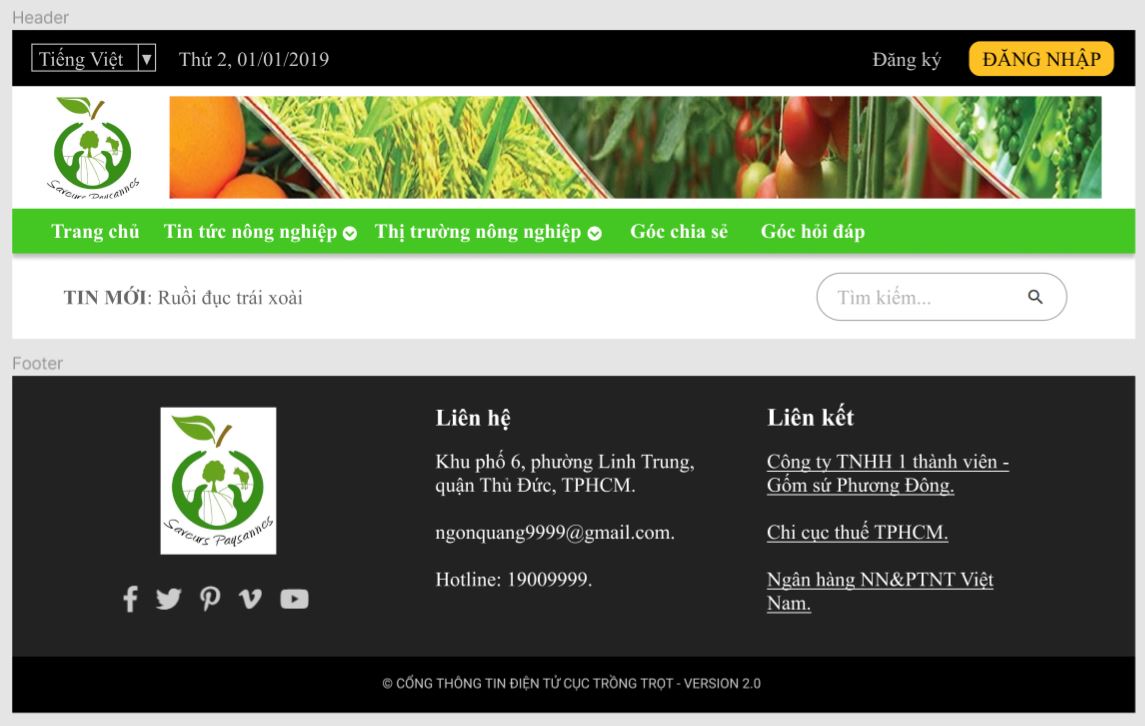 Header
Tiếng Việt
Thứ 2, 01/01/2019
Đăng ký
ĐĂNG NHẬP
Saveurs Paysannes
Trang chủ
Tin tức nông nghiệp
Thị trường nông nghiệp
Góc chia sẻ
Góc hỏi đáp
TIN MỚI: Ruồi đục trái xoài
Tìm kiếm...
Footer
Saveurs Paysannes
Liên hệ
Khu phố 6, phường Linh Trung,
quận Thủ Đức, TPHCM.
ngonquang9999@gmail.com.
Hotline: 19009999.
Liên kết
Công ty TNHH 1 thành viên -
Gốm sứ Phương Đông.
Chi cục thuế TPHCM.
Ngân hàng NN&PTNT Việt
Nam.
© CỔNG THÔNG TIN ĐIỆN TỬ CỤC TRỒNG TRỌT - VERSION 2.0